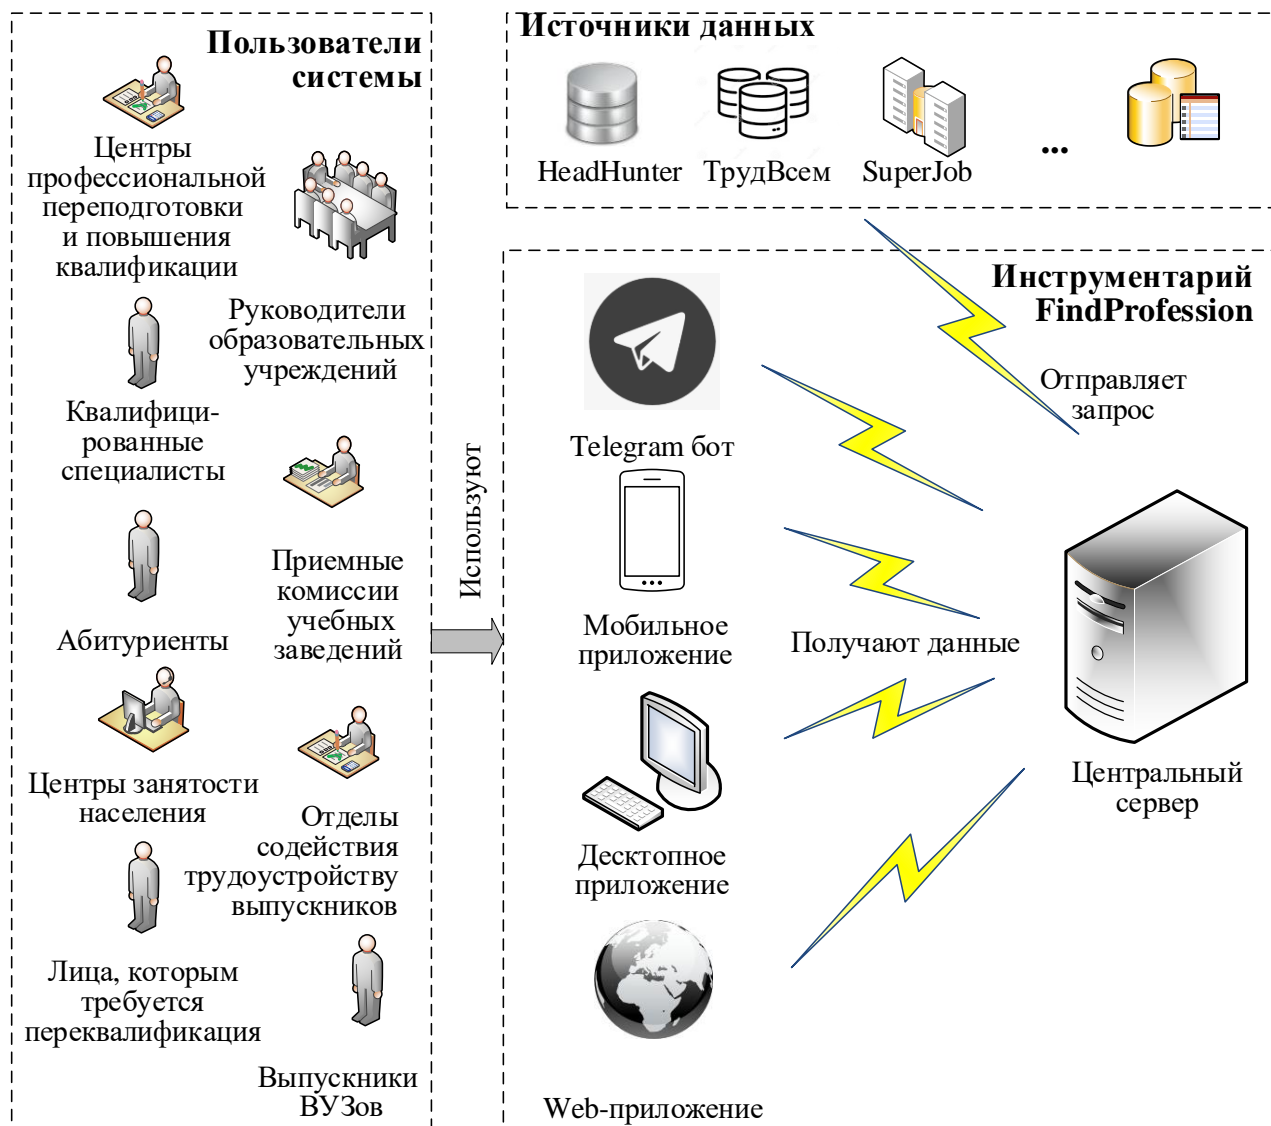 Пользователи
системы
Центры
профессиональной
переподготовки
и повышения
квалификации
Руководители
образовательных
учреждений
Квалифици-
рованные
специалисты
Приемные
комиссии
учебных
заведений
Абитуриенты
Центры занятости
населения
Отделы
содействия
трудоустройству
выпускников
Лица, которым
требуется
переквалификация
Выпускники
ВУЗов
Используют
Источники данных
HeadHunter
ТрудВсем
SuperJob
...
Инструментарий
FindProfession
Отправляет
запрос
Telegram бот
Мобильное
приложение
Получают данные
Десктопное
приложение
Центральный
сервер
Web-приложение